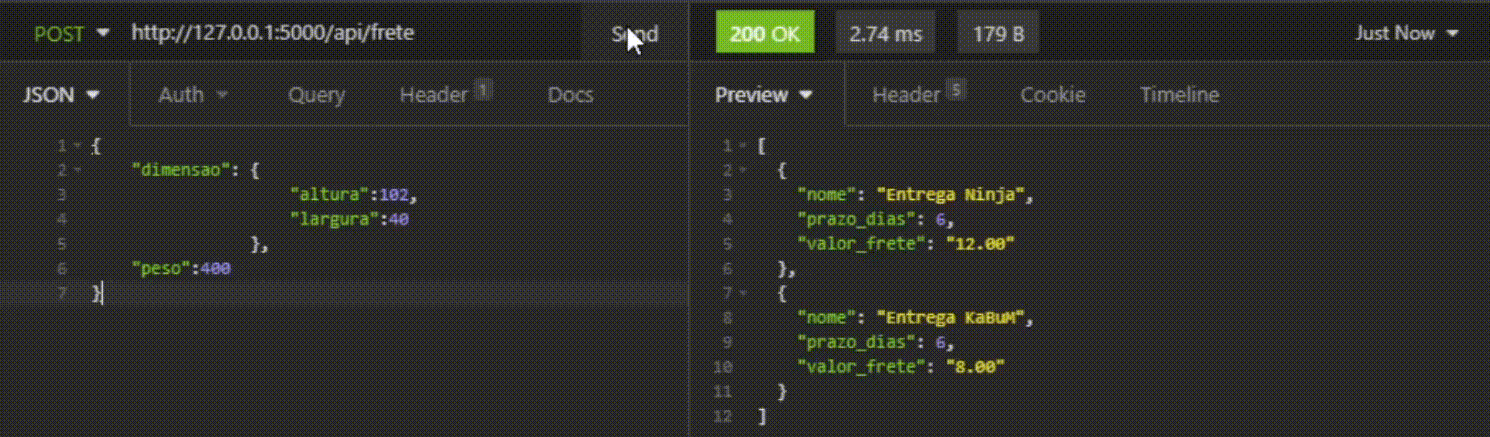 POST http://127.0.0.1:5000/api/frete Send
JSON Auth Query Header 1 Docs
1 {
2 "dimensao": {
3 "altura":102,
4 "largura":40
5 },
6 "peso":400
7 }
200 OK 2.74 ms 179 B Just Now
Preview Header 5 Cookie Timeline
1 [
2 {
3 "nome": "Entrega Ninja",
4 "prazo_dias": 6,
5 "valor_frete": "12.00"
6 },
7 {
8 "nome": "Entrega KaBuM",
9 "prazo_dias": 6,
10 "valor_frete": "8.00"
11 }
12 ]